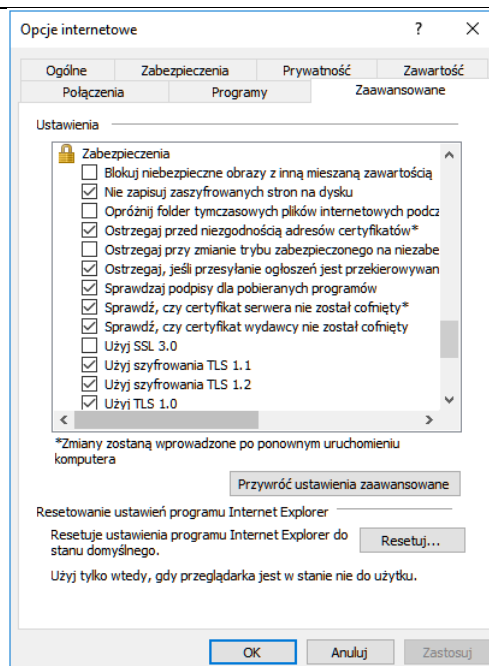 Opcje internetowe
Ogólne Zabezpieczenia Prywatność Zawartość
Połączenia Programy Zaawansowane
Ustawienia
Zabezpieczenia
Blokuj niebezpieczne obrazy z inną mieszaną zawartością
Nie zapisuj zaszyfrowanych stron na dysku
Opróżnij folder tymczasowych plików internetowych podcz
Ostrzegaj przed niezgodnością adresów certyfikatów*
Ostrzegaj przy zmianie trybu zabezpieczonego na niezabe
Ostrzegaj, jeśli przesyłanie ogłoszeń jest przekierowywan
Sprawdzaj podpisy dla pobieranych programów
Sprawdź, czy certyfikat serwera nie został cofnięty*
Sprawdź, czy certyfikat wydawcy nie został cofnięty
Użyj SSL 3.0
Użyj szyfrowania TLS 1.1
Użyj szyfrowania TLS 1.2
Użyj TLS 1.0
*Zmiany zostaną wprowadzone po ponownym uruchomieniu
komputera
Przywróć ustawienia zaawansowane
Resetowanie ustawień programu Internet Explorer
Resetuje ustawienia programu Internet Explorer do
stanu domyślnego.
Resetuj...
Użyj tylko wtedy, gdy przeglądarka jest w stanie nie do użytku.
OK Anuluj Zastosuj